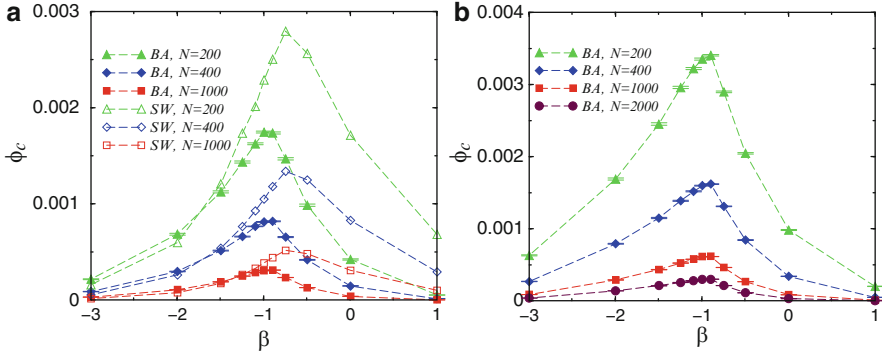 a
0.003
0.002
0.001
0
ϕc
BA, N=200
BA, N=400
BA, N=1000
SW, N=200
SW, N=400
SW, N=1000
−3
−2
−1
0
1
β
b
0.004
0.003
0.002
0.001
0.000
ϕc
BA, N=200
BA, N=400
BA, N=1000
BA, N=2000
−3
−2
−1
0
1
β